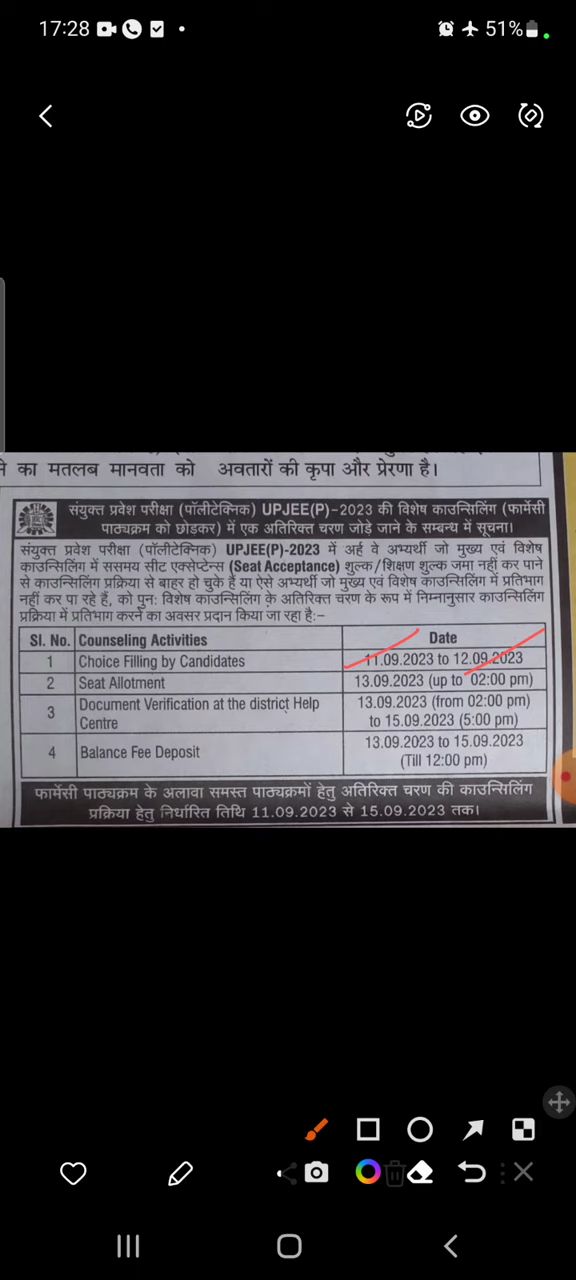 17:28
51%
ने का मतलब मानवता को अवतारों की कृपा और प्रेरणा है।
संयुक्त प्रवेश परीक्षा (पॉलीटेक्निक) UPJEE(P)-2023 की विशेष काउन्सिलिंग (फार्मेसी
पाठ्यक्रम को छोडकर) में एक अतिरिक्त चरण जोड़े जाने के सम्बन्ध में सूचना।
संयुक्त प्रवेश परीक्षा (पॉलीटेक्निक) UPJEE(P)-2023 में अर्ह वे अभ्यर्थी जो मुख्य एवं विशेष
काउन्सिलिंग में ससमय सीट एक्सेप्टेन्स (Seat Acceptance) शुल्क/शिक्षण शुल्क जमा नहीं कर पाने
से काउन्सिलिंग प्रक्रिया से बाहर हो चुके हैं या ऐसे अभ्यर्थी जो मुख्य एवं विशेष काउन्सिलिंग में प्रतिभाग
नहीं कर पा रहे हैं, को पुनः विशेष काउन्सिलिंग के अतिरिक्त चरण के रूप में निम्नानुसार काउन्सिलिंग
प्रक्रिया में प्रतिभाग करने का अवसर प्रदान किया जा रहा है:-
Sl. No. Counseling Activities Date
1 Choice Filling by Candidates 11.09.2023 to 12.09.2023
2 Seat Allotment 13.09.2023 (up to 02:00 pm)
3 Document Verification at the district Help Centre 13.09.2023 (from 02:00 pm) to 15.09.2023 (5:00 pm)
4 Balance Fee Deposit 13.09.2023 to 15.09.2023 (Till 12:00 pm)
फार्मेसी पाठ्यक्रम के अलावा समस्त पाठ्यक्रमों हेतु अतिरिक्त चरण की काउन्सिलिंग
प्रक्रिया हेतु निर्धारित तिथि 11.09.2023 से 15.09.2023 तक।